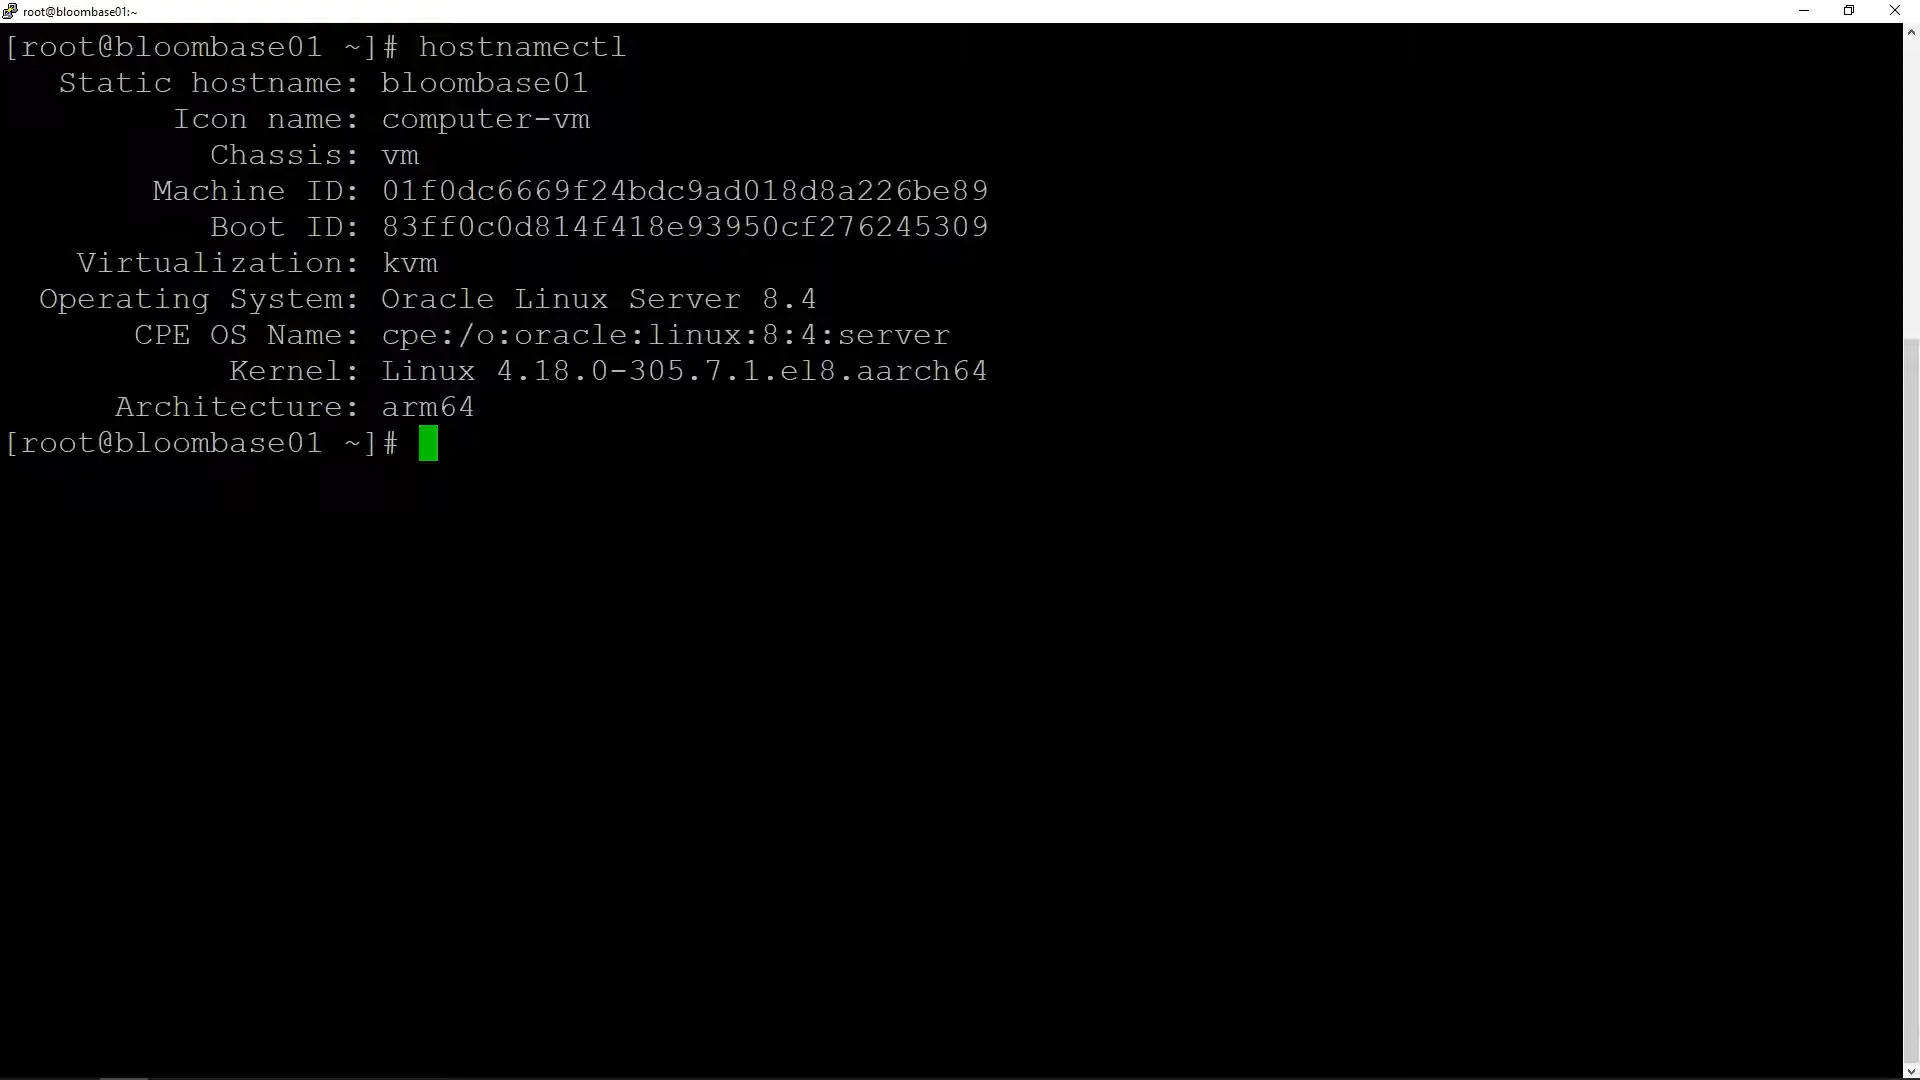 root@bloombase01:~
[root@bloombase01 ~]# hostnamectl
Static hostname: bloombase01
Icon name: computer-vm
Chassis: vm
Machine ID: 01f0dc6669f24bdc9ad018d8a226be89
Boot ID: 83ff0c0d814f418e93950cf276245309
Virtualization: kvm
Operating System: Oracle Linux Server 8.4
CPE OS Name: cpe:/o:oracle:linux:8:4:server
Kernel: Linux 4.18.0-305.7.1.el8.aarch64
Architecture: arm64
[root@bloombase01 ~]#